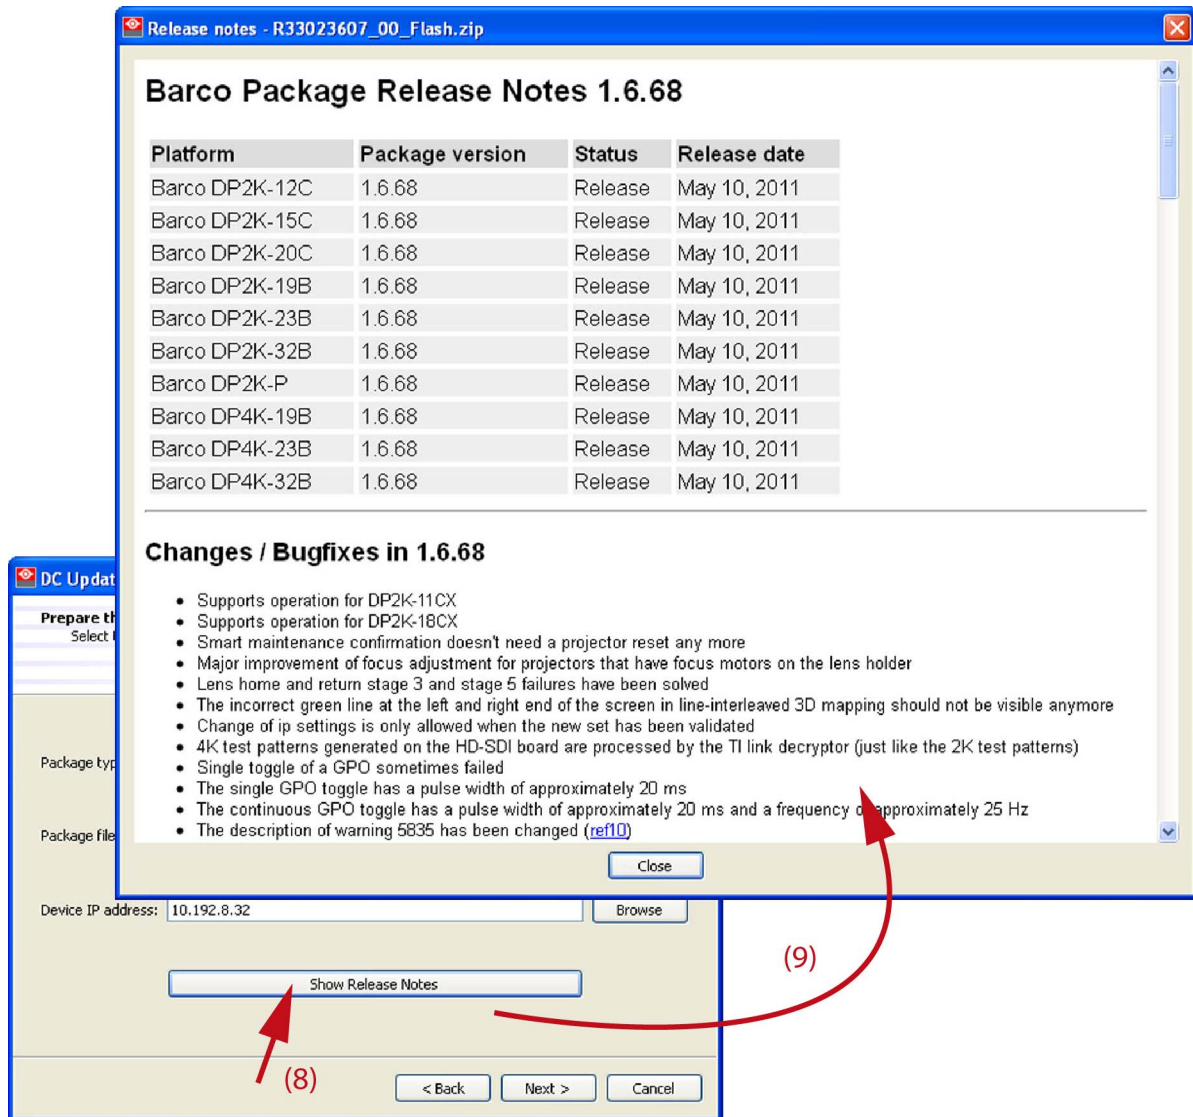 Release notes - R33023607_00_Flash.zip
Barco Package Release Notes 1.6.68
Platform Package version Status Release date
Barco DP2K-12C 1.6.68 Release May 10, 2011
Barco DP2K-15C 1.6.68 Release May 10, 2011
Barco DP2K-20C 1.6.68 Release May 10, 2011
Barco DP2K-19B 1.6.68 Release May 10, 2011
Barco DP2K-23B 1.6.68 Release May 10, 2011
Barco DP2K-32B 1.6.68 Release May 10, 2011
Barco DP2K-P 1.6.68 Release May 10, 2011
Barco DP4K-19B 1.6.68 Release May 10, 2011
Barco DP4K-23B 1.6.68 Release May 10, 2011
Barco DP4K-32B 1.6.68 Release May 10, 2011
Changes / Bugfixes in 1.6.68
• Supports operation for DP2K-11CX
• Supports operation for DP2K-18CX
• Smart maintenance confirmation doesn't need a projector reset any more
• Major improvement of focus adjustment for projectors that have focus motors on the lens holder
• Lens home and return stage 3 and stage 5 failures have been solved
• The incorrect green line at the left and right end of the screen in line-interleaved 3D mapping should not be visible anymore
• Change of ip settings is only allowed when the new set has been validated
• 4K test patterns generated on the HD-SDI board are processed by the TI link decryptor (just like the 2K test patterns)
• Single toggle of a GPO sometimes failed
• The single GPO toggle has a pulse width of approximately 20 ms
• The continuous GPO toggle has a pulse width of approximately 20 ms and a frequency of approximately 25 Hz
• The description of warning 5835 has been changed (ref10)
Close
DC Updat
Prepare th
Select
Package typ
Package file
Device IP address: 10.192.8.32 Browse
Show Release Notes
(9)
(8)
< Back Next > Cancel